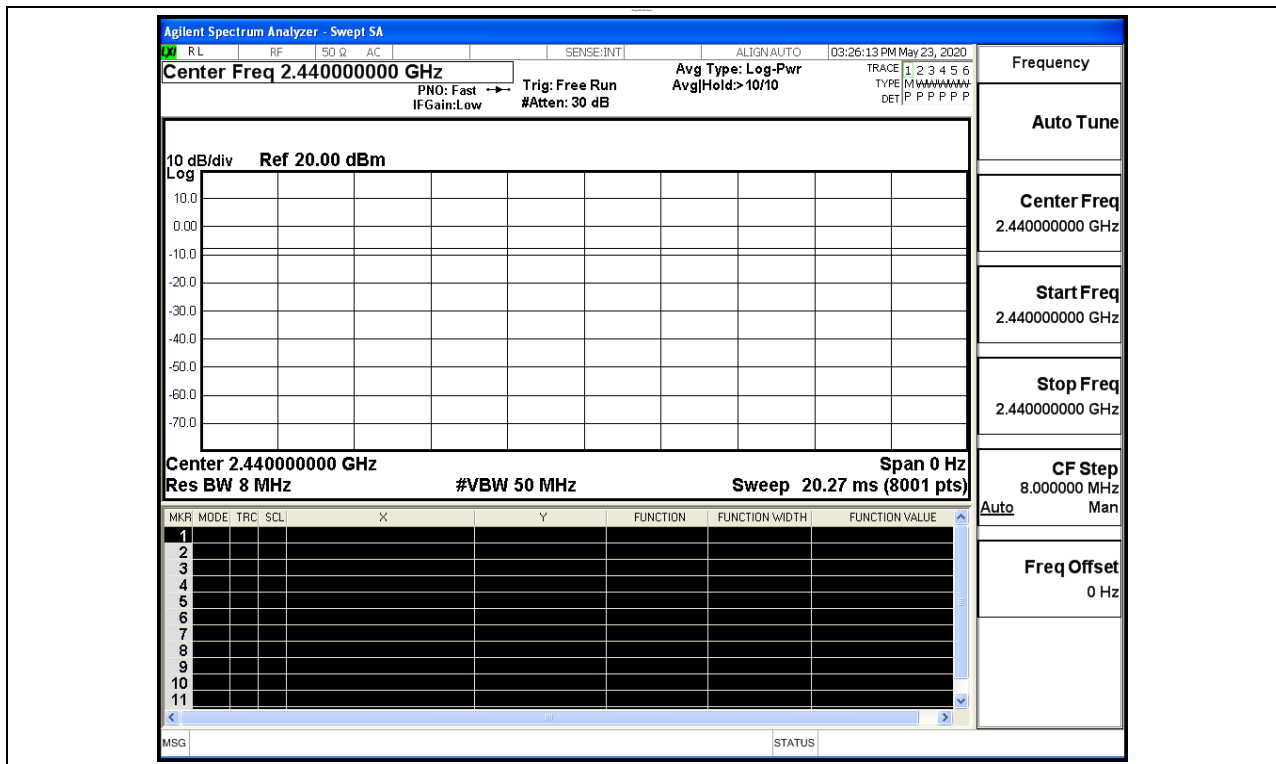 Agilent Spectrum Analyzer - Swept SA
LXI RL RF 50 Ω AC SENSE:INT ALIGN AUTO 03:26:13 PM May 23, 2020
Center Freq 2.440000000 GHz
PNO: Fast
IFGain:Low
Trig: Free Run
#Atten: 30 dB
Avg Type: Log-Pwr
Avg|Hold:> 10/10
TRACE 1 2 3 4 5 6
TYPE M WWWWW
DET P P P P P P
10 dB/div Ref 20.00 dBm
Log
10.0
0.00
-10.0
-20.0
-30.0
-40.0
-50.0
-60.0
-70.0
Center 2.440000000 GHz Span 0 Hz
Res BW 8 MHz #VBW 50 MHz Sweep 20.27 ms (8001 pts)
MKR MODE TRC SCL X Y FUNCTION FUNCTION WIDTH FUNCTION VALUE
1
2
3
4
5
6
7
8
9
10
11
MSG STATUS
Frequency
Auto Tune
Center Freq
2.440000000 GHz
Start Freq
2.440000000 GHz
Stop Freq
2.440000000 GHz
CF Step
8.000000 MHz
Auto Man
Freq Offset
0 Hz